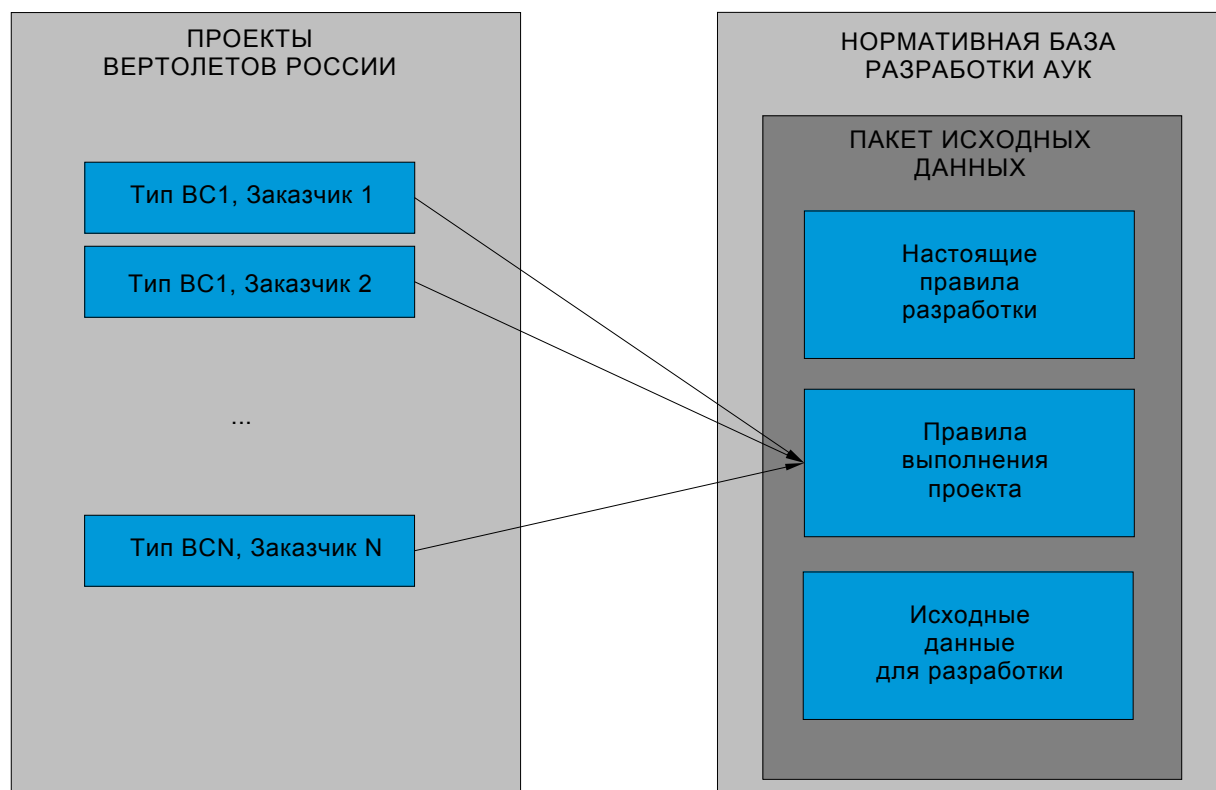 ПРОЕКТЫ
ВЕРТОЛЕТОВ РОССИИ
Тип ВС1, Заказчик 1
Тип ВС1, Заказчик 2
...
Тип ВСN, Заказчик N
НОРМАТИВНАЯ БАЗА
РАЗРАБОТКИ АУК
ПАКЕТ ИСХОДНЫХ
ДАННЫХ
Настоящие
правила
разработки
Правила
выполнения
проекта
Исходные
данные
для разработки